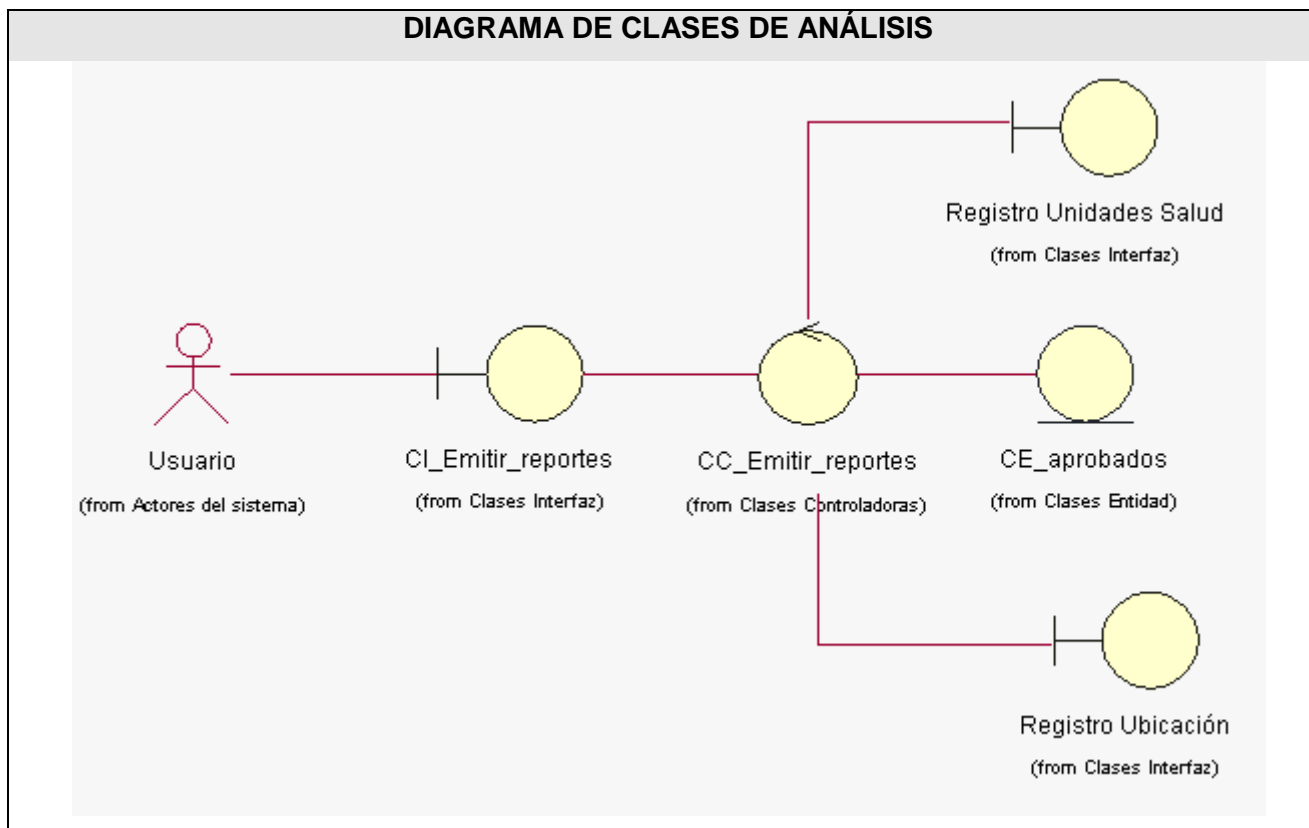 DIAGRAMA DE CLASES DE ANÁLISIS
Registro Unidades Salud
(from Clases Interfaz)
Usuario
(from Actores del sistema)
CI_Emitir_reportes
(from Clases Interfaz)
CC_Emitir_reportes
(from Clases Controladoras)
CE_aprobados
(from Clases Entidad)
Registro Ubicación
(from Clases Interfaz)